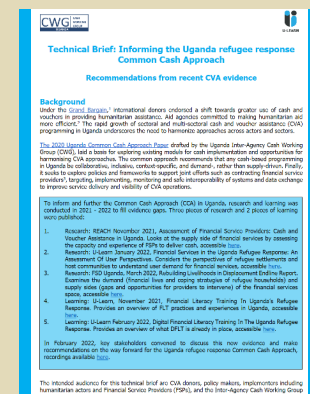 CWG
U-LEARN
Technical Brief: Informing the Uganda refugee response
Common Cash Approach
Recommendations from recent CVA evidence
Background
Under the Grand Bargain,¹ international donors endorsed a shift towards greater use of cash and
vouchers in providing humanitarian assistance. Aid agencies committed to making humanitarian aid
more efficient.² The rapid growth of sectoral and multi-sectoral cash and voucher assistance (CVA)
programming in Uganda underscores the need to harmonize approaches across actors and sectors.
The 2020 Uganda Common Cash Approach Paper drafted by the Uganda Inter-Agency Cash Working
Group (CWG), laid a basis for exploring existing models for cash implementation and opportunities for
harmonising CVA approaches. The common approach recommends that any cash-based programming
in Uganda be collaborative, inclusive, context-specific, and demand-, rather than supply-driven. Finally,
it seeks to explore policies and frameworks to support joint efforts such as contracting financial service
providers³, targeting, implementing, monitoring and safe interoperability of systems and data exchange
to improve service delivery and visibility of CVA operations.
To inform and further the Common Cash Approach (CCA) in Uganda, research and learning was
conducted in 2021 - 2022 to fill evidence gaps. Three pieces of research and 2 pieces of learning
were published:
1. Research: REACH November 2021, Assessment of Financial Service Providers: Cash and
Voucher Assistance in Uganda. Looks at the supply side of financial services by assessing
the capacity and experience of FSPs to deliver cash, accessible here.
2. Research: U-Learn January 2022, Financial Services in the Uganda Refugee Response: An
Assessment Of User Perspectives. Considers the perspectives of refugee settlements and
host communities to understand user demand for financial services, accessible here.
3. Research: FSD Uganda, March 2022, Rebuilding Livelihoods in Displacement Endline Report.
Examines the demand (financial lives and coping strategies of refugee households) and
supply sides (gaps and opportunities for providers to intervene) of the financial services
space, accessible here.
4. Learning: U-Learn, November 2021, Financial Literacy Training In Uganda's Refugee
Response. Provides an overview of FLT practices and experiences in Uganda, accessible
here.
5. Learning: U-Learn February 2022, Digital Financial Literacy Training In The Uganda Refugee
Response. Provides an overview of what DFLT is already in place, accessible here.
In February 2022, key stakeholders convened to discuss this new evidence and make
recommendations on the way forward for the Uganda refugee response Common Cash Approach,
recordings available here.
The intended audience for this technical brief are CVA donors, policy makers, implementers including
humanitarian actors and Financial Service Providers (FSPs), and the Inter-Agency Cash Working Group